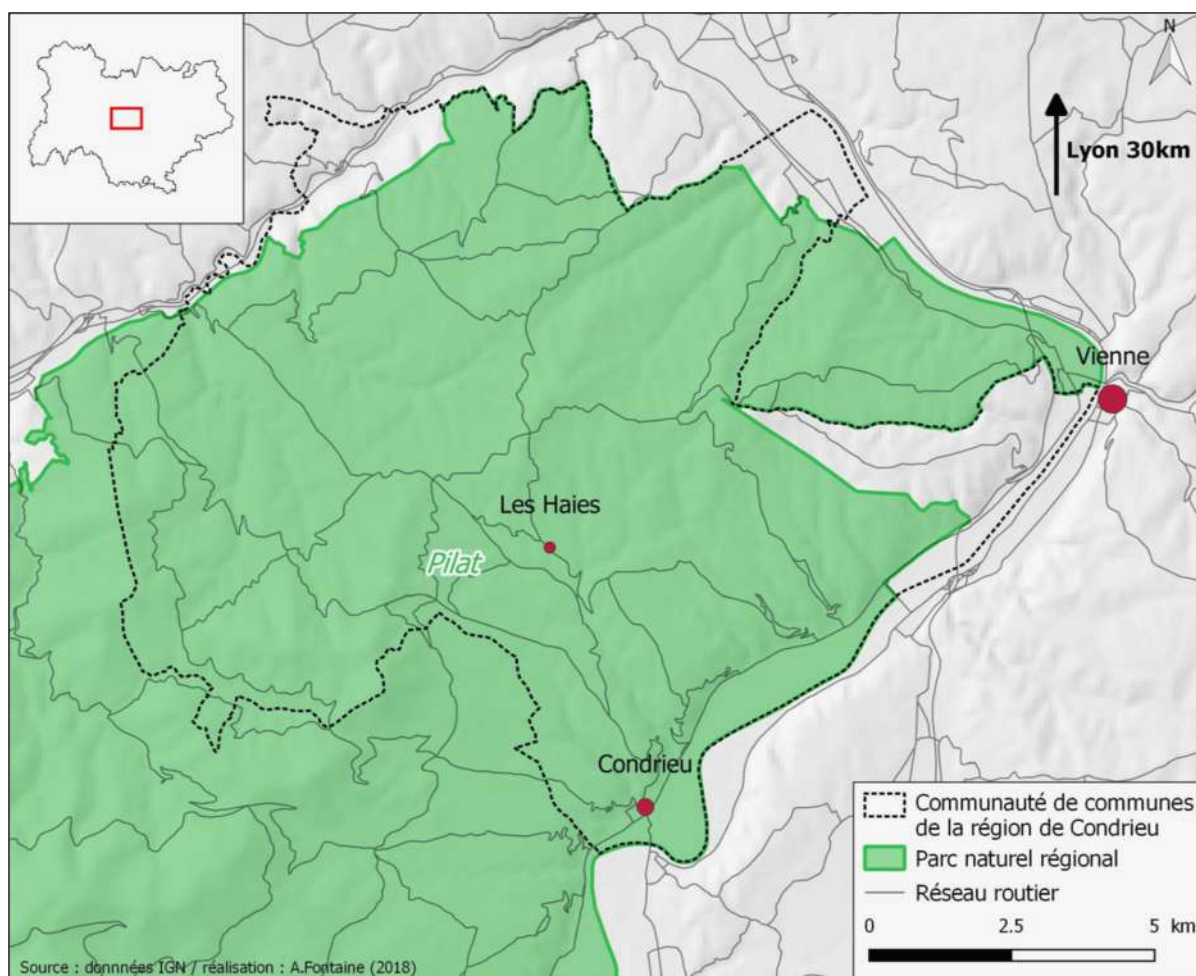 N
Lyon 30km
Vienne
Les Haies
Pilat
Condrieu
Communauté de communes
de la région de Condrieu
Parc naturel régional
Réseau routier
0 2.5 5 km
Source : donnnées IGN / réalisation : A.Fontaine (2018)